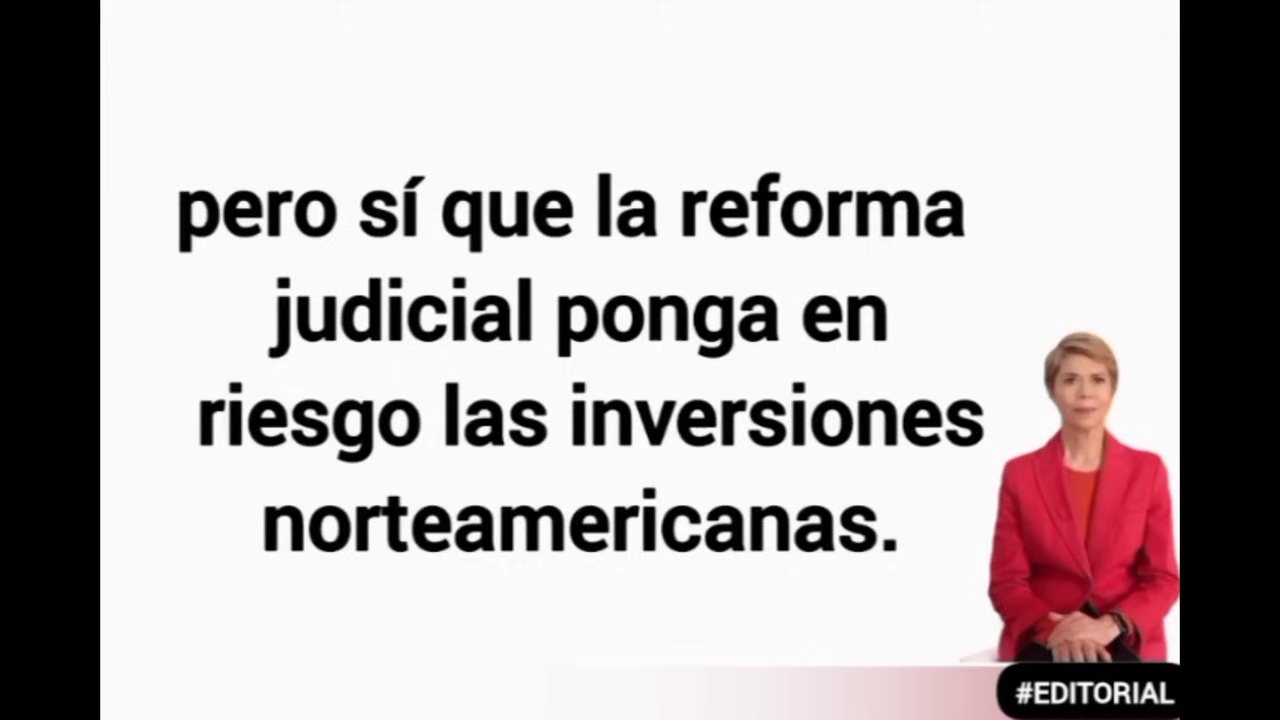 pero sí que la reforma
judicial ponga en
riesgo las inversiones
norteamericanas.
#EDITORIAL